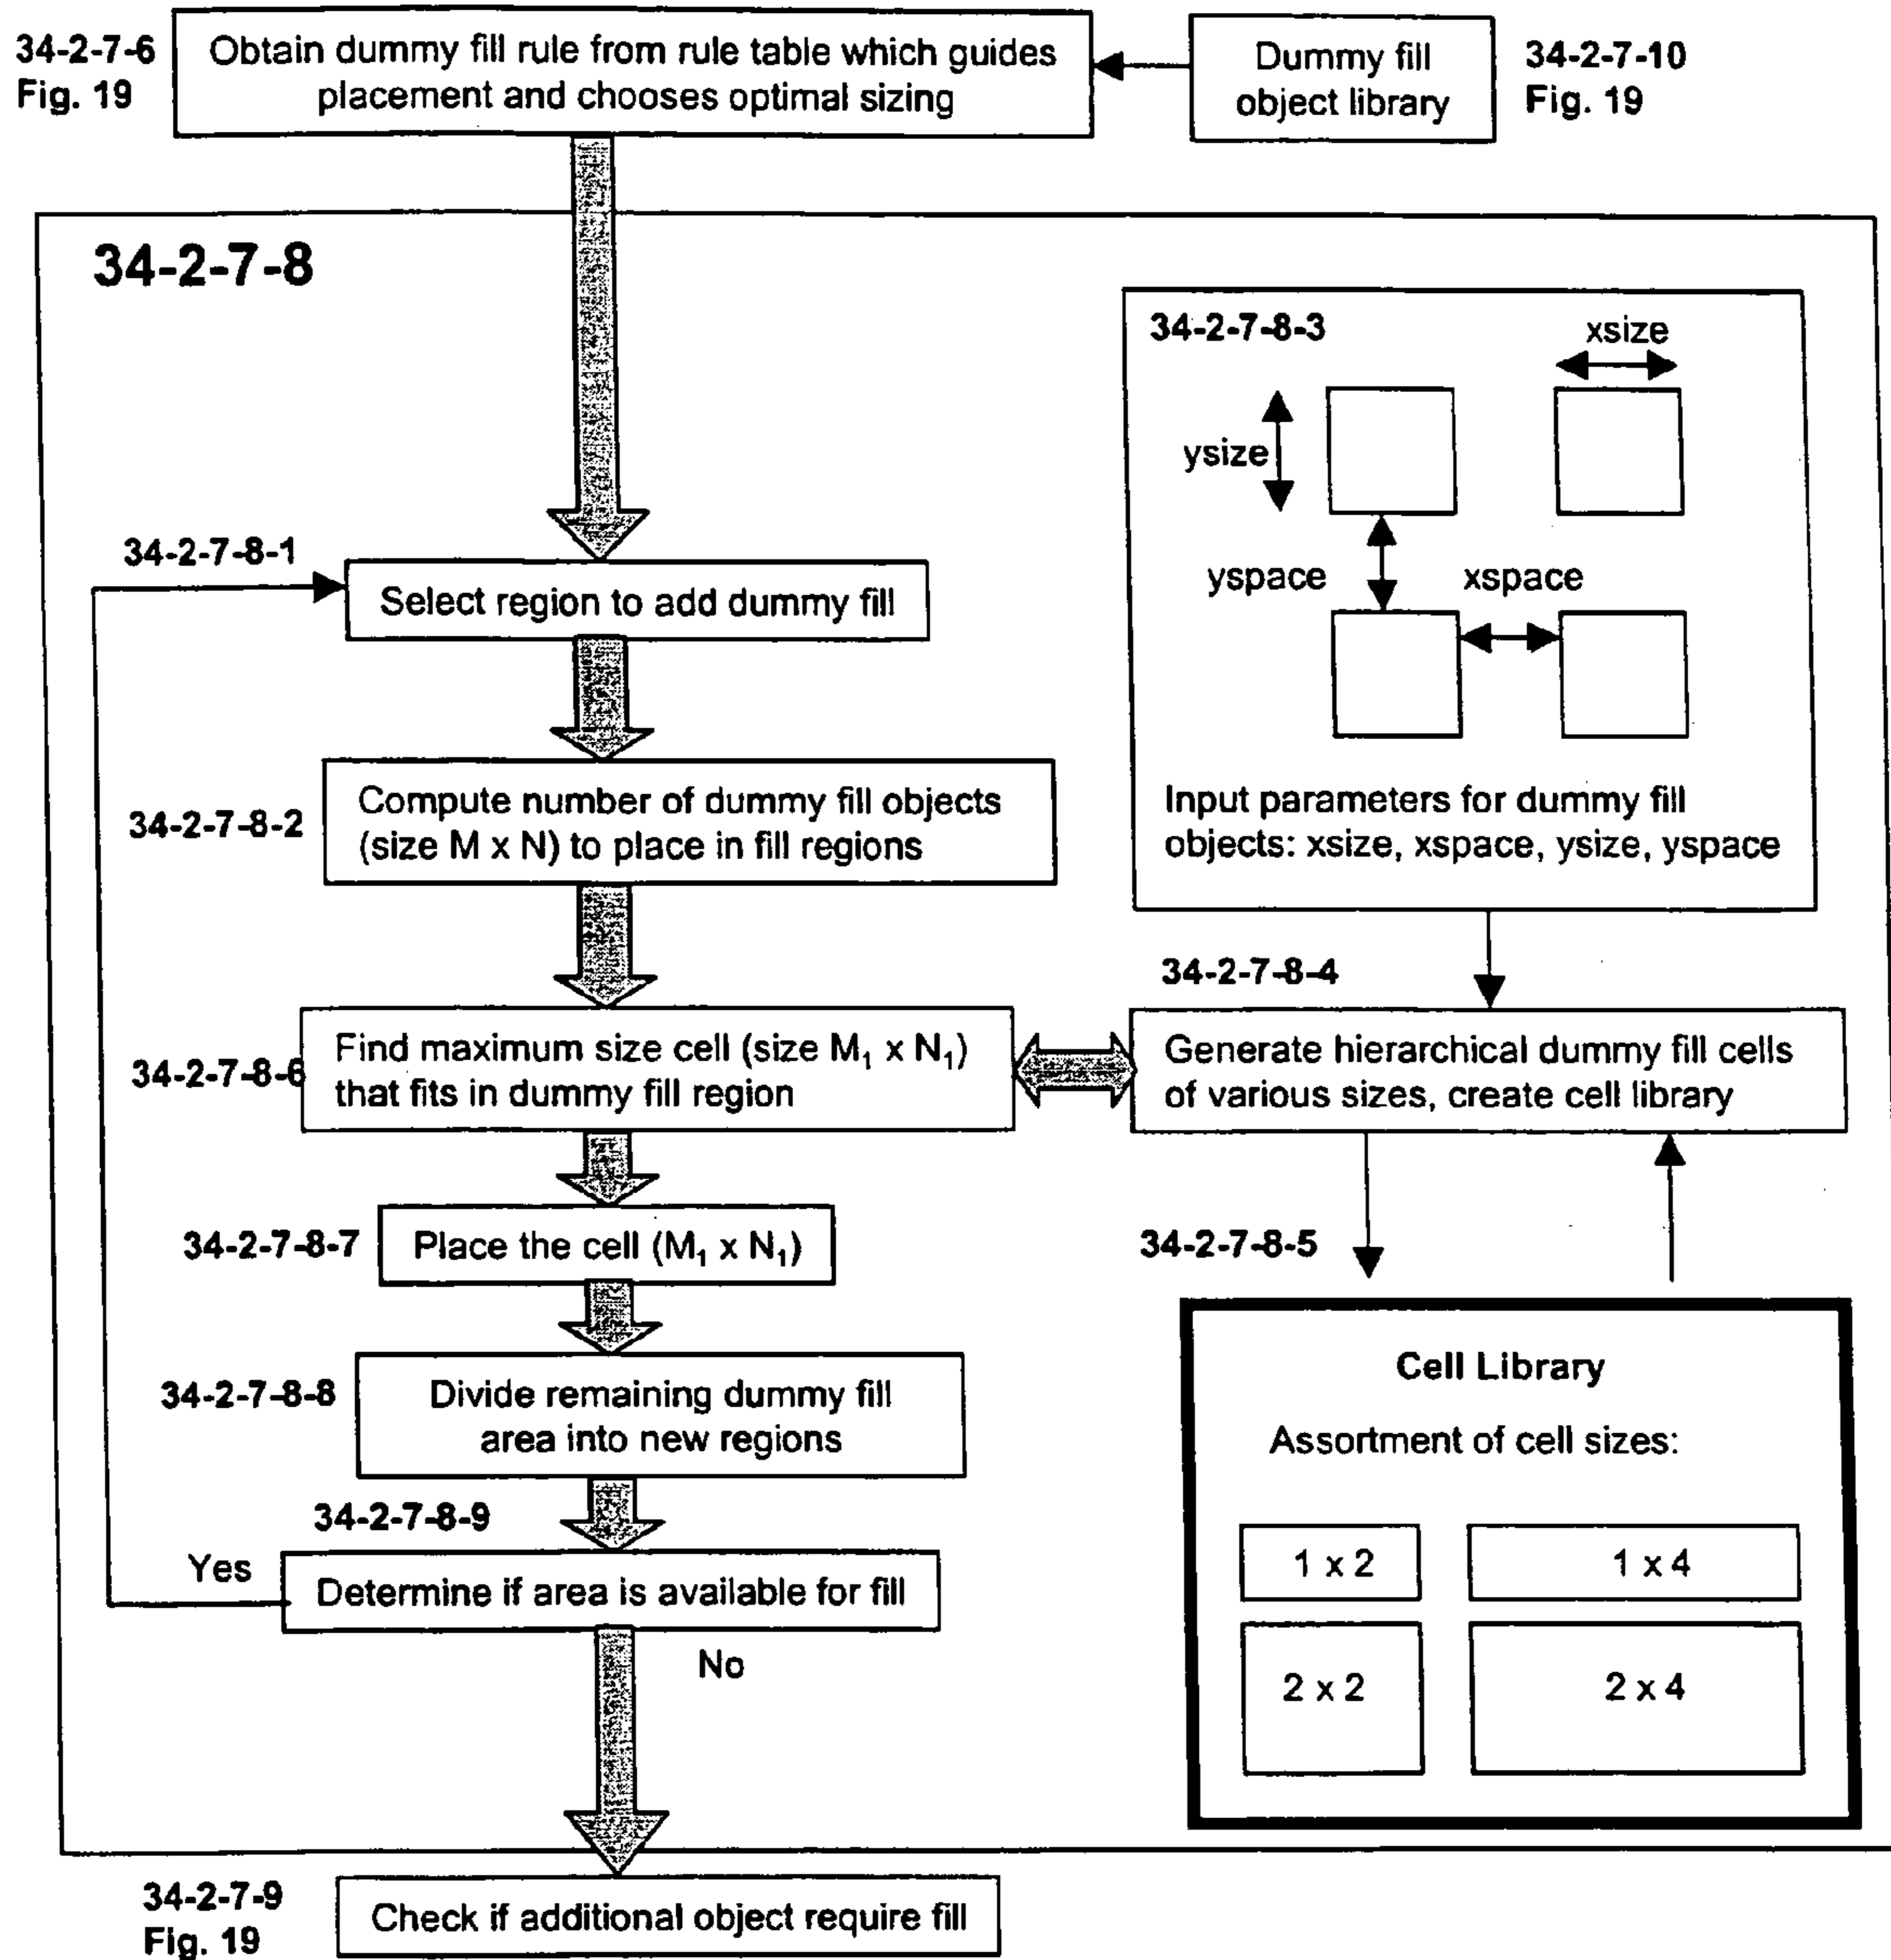 34-2-7-6
Fig. 19
Obtain dummy fill rule from rule table which guides
placement and chooses optimal sizing
Dummy fill
object library
34-2-7-10
Fig. 19
34-2-7-8
34-2-7-8-3
xsize
ysize
yspace
xspace
Input parameters for dummy fill
objects: xsize, xspace, ysize, yspace
34-2-7-8-1
Select region to add dummy fill
34-2-7-8-2
Compute number of dummy fill objects
(size M x N) to place in fill regions
34-2-7-8-4
34-2-7-8-6
Find maximum size cell (size M₁ x N₁)
that fits in dummy fill region
Generate hierarchical dummy fill cells
of various sizes, create cell library
34-2-7-8-7
Place the cell (M₁ x N₁)
34-2-7-8-5
34-2-7-8-8
Divide remaining dummy fill
area into new regions
Cell Library
Assortment of cell sizes:
1 x 2
1 x 4
2 x 2
2 x 4
34-2-7-8-9
Yes
Determine if area is available for fill
No
34-2-7-9
Fig. 19
Check if additional object require fill